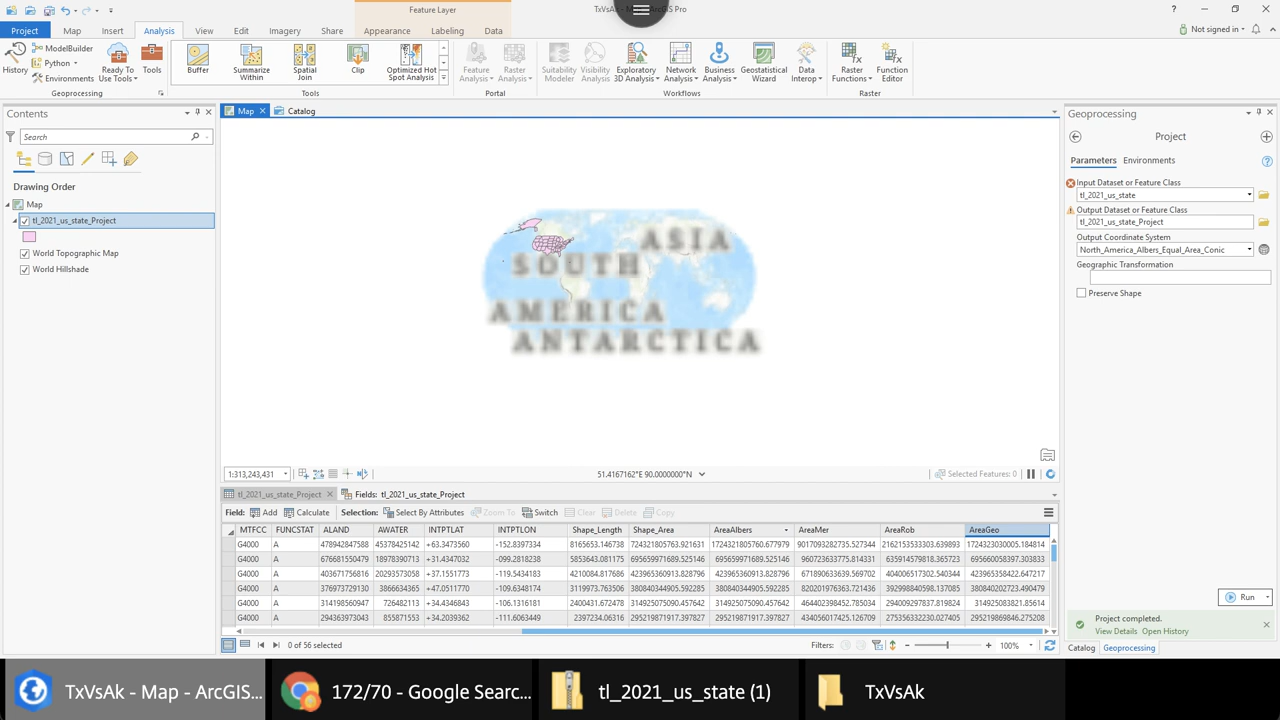 Feature Layer
TxVsAk - Map - ArcGIS Pro
Project Map Insert Analysis View Edit Imagery Share Appearance Labeling Data
Not signed in
History
ModelBuilder
Python
Environments
Ready To Use Tools
Tools
Buffer
Summarize Within
Spatial Join
Clip
Optimized Hot Spot
Feature Analysis
Raster Analysis
Suitability Modeler
Visibility Analysis
Exploratory 3D Analysis
Network Analysis
Business Analysis
Geostatistical Wizard
Data Interop
Raster Functions
Function Editor
Geoprocessing Tools Portal Workflows Raster
Contents
Search
Drawing Order
Map
tl_2021_us_state_Project
World Topographic Map
World Hillshade
Map Catalog
ASIA
SOUTH
AMERICA
ANTARCTICA
1:313,243,431
51.4167162°E 90.0000000°N
Selected Features: 0
tl_2021_us_state_Project Fields: tl_2021_us_state_Project
Field: Add Calculate Selection: Select By Attributes Zoom To Switch Clear Delete Copy
MTFCC FUNCSTAT ALAND AWATER INTPTLAT INTPTLON Shape_Length Shape_Area AreaAlbers AreaMer AreaRob AreaGeo
G4000 A 478942847588 45378425142 +63.3473560 -152.8397334 8165653.146738 7243217805763.921631 1724321805760.677979 9017093282735.527344 2162153533303.639893 1724323030005.184814
G4000 A 676681550479 18978390713 +31.4347032 -099.2818238 5853643.081175 695659971689.525146 695659971689.525146 960723633775.814331 635914579818.365723 695660058397.303833
G4000 A 403671756816 20293573058 +37.1551773 -119.5434183 4210084.817686 423965360413.828796 423965360413.828796 671890633639.569702 404006517302.540344 423965358422.647217
G4000 A 376973729130 3866634365 +47.0511770 -109.6348174 3119973.762506 380840344905.592285 380840344905.592285 820201976363.721436 392998840598.137085 380840202723.490479
G4000 A 314198560947 726482113 +34.4346843 -106.1316181 2400431.672478 314925075090.457642 314925075090.457642 464402398452.785034 294009297837.819824 314925083821.85614
G4000 A 294363973043 855871553 +34.2039362 -111.6063449 2397234.06316 295219871917.397827 295219871917.397827 434056017425.126709 275356332230.027405 295219869846.275208
0 of 56 selected
Filters:
100%
Geoprocessing
Project
Parameters Environments
Input Dataset or Feature Class
tl_2021_us_state
Output Dataset or Feature Class
tl_2021_us_state_Project
Output Coordinate System
North_America_Albers_Equal_Area_Conic
Geographic Transformation
Preserve Shape
Run
Project completed.
View Details Open History
Catalog Geoprocessing
TxVsAk - Map - ArcGIS...
172/70 - Google Searc...
tl_2021_us_state (1)
TxVsAk